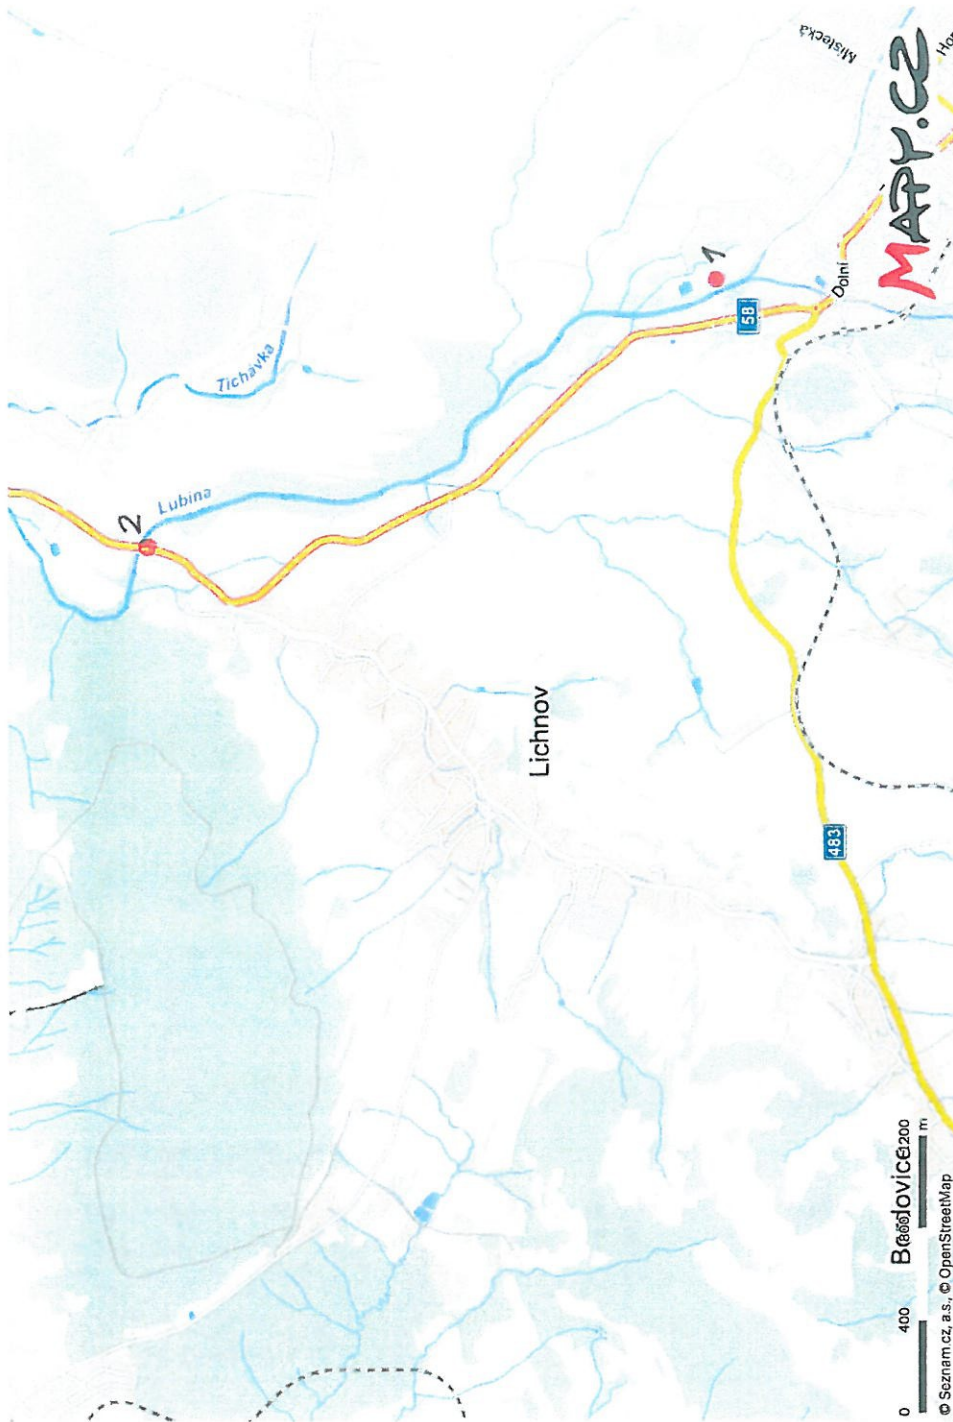 Místecká
Hor
MAPY.CZ
1
58
Dolní
Tichávka
Lubina
2
Lichnov
483
Bordovice
0
400
800
1200
m
© Seznam.cz, a.s., © OpenStreetMap